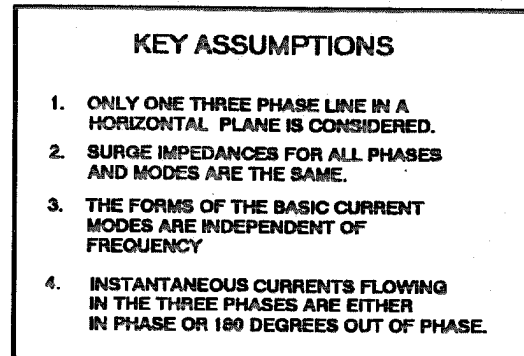 KEY ASSUMPTIONS
1. ONLY ONE THREE PHASE LINE IN A
HORIZONTAL PLANE IS CONSIDERED.
2. SURGE IMPEDANCES FOR ALL PHASES
AND MODES ARE THE SAME.
3. THE FORMS OF THE BASIC CURRENT
MODES ARE INDEPENDENT OF
FREQUENCY
4. INSTANTANEOUS CURRENTS FLOWING
IN THE THREE PHASES ARE EITHER
IN PHASE OR 180 DEGREES OUT OF PHASE.